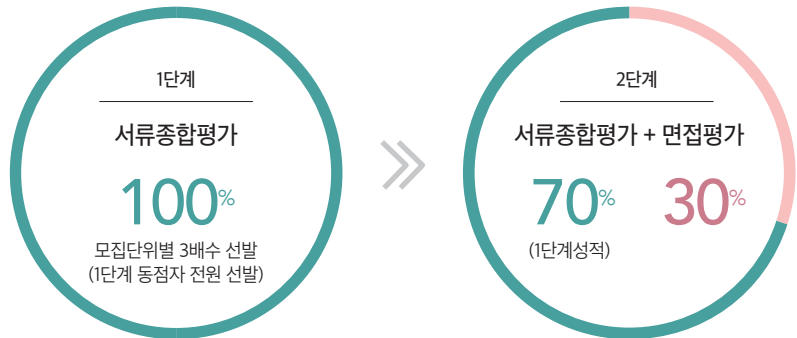 1단계
서류종합평가
100%
모집단위별 3배수 선발
(1단계 동점자 전원 선발)
2단계
서류종합평가 + 면접평가
70% 30%
(1단계성적)